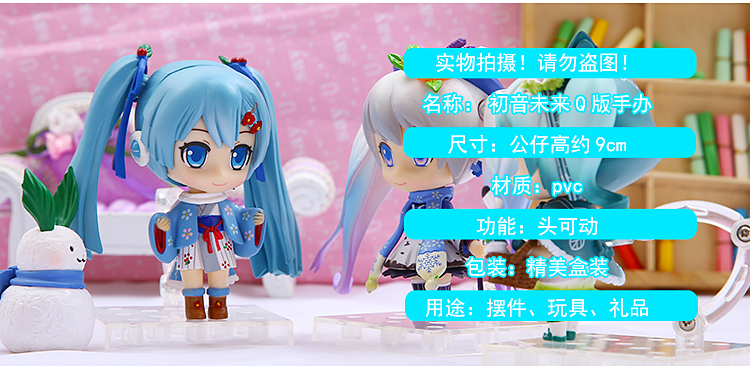 实物拍摄！请勿盗图！
名称：初音未来Q版手办
尺寸：公仔高约9cm
材质：pvc
功能：头可动
包装：精美盒装
用途：摆件、玩具、礼品